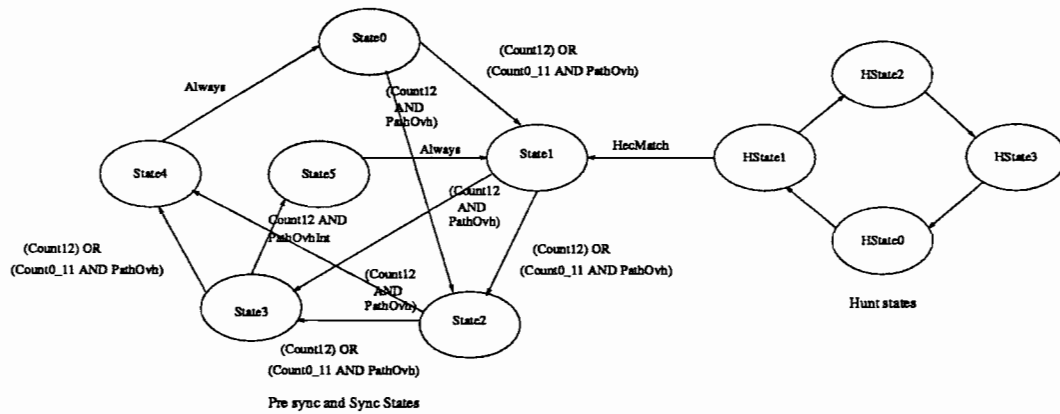 State0
(Count12) OR
(Count0_11 AND PathOvh)
HState2
Always
(Count12
AND
PathOvh)
State4
State5
Always
State1
HecMatch
HState1
HState3
(Count12
AND
PathOvh)
Count12 AND
PathOvhInt
HState0
(Count12) OR
(Count0_11 AND PathOvh)
(Count12) OR
(Count0_11 AND PathOvh)
(Count12
AND
PathOvh)
State3
State2
Hunt states
(Count12) OR
(Count0_11 AND PathOvh)
Pre sync and Sync States